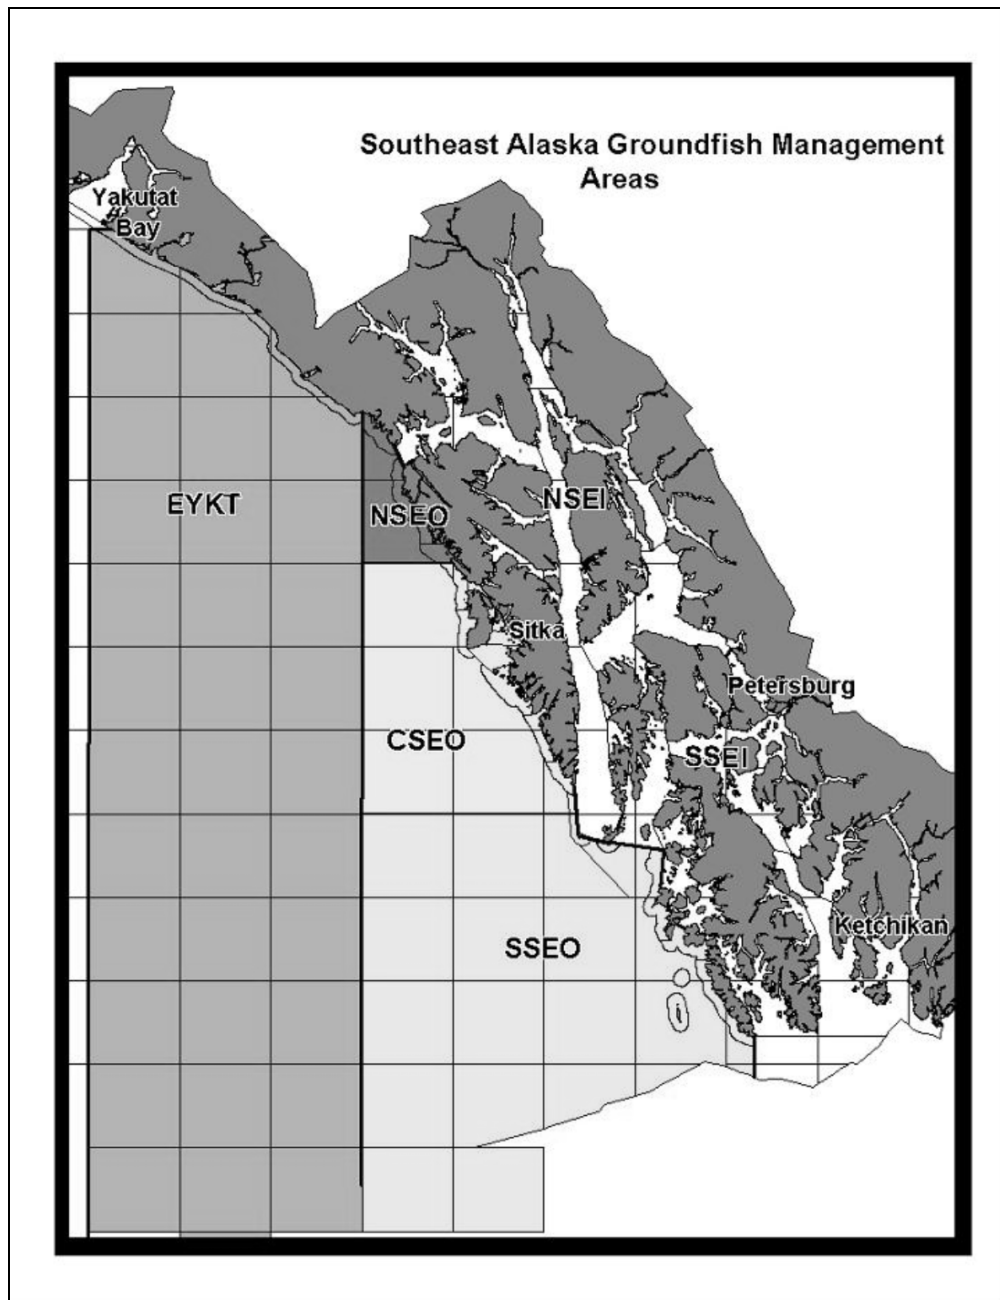 Southeast Alaska Groundfish Management
Areas
Yakutat
Bay
EYKT
NSEO
NSEI
Sitka
Petersburg
CSEO
SSEI
Ketchikan
SSEO